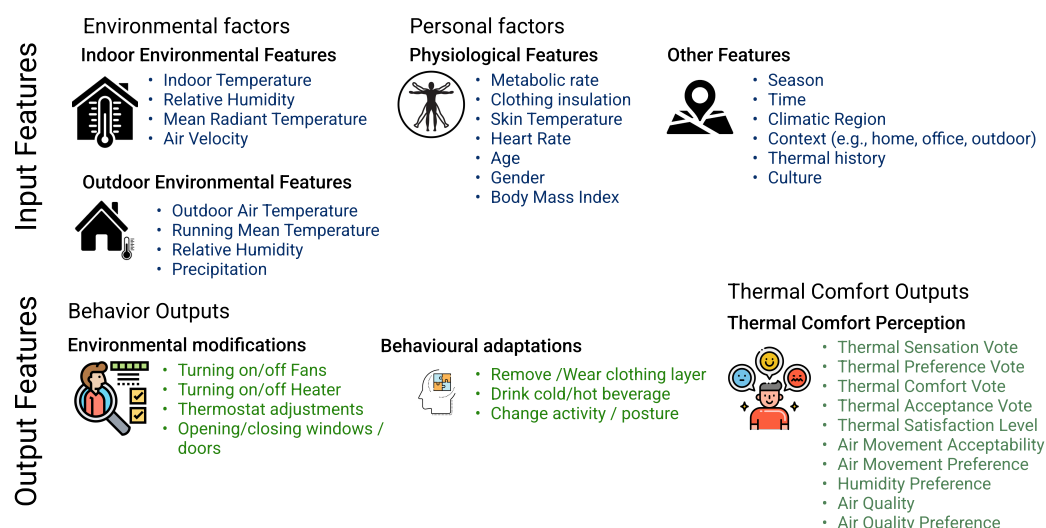 Input Features
Environmental factors
Indoor Environmental Features
• Indoor Temperature
• Relative Humidity
• Mean Radiant Temperature
• Air Velocity
Outdoor Environmental Features
• Outdoor Air Temperature
• Running Mean Temperature
• Relative Humidity
• Precipitation
Personal factors
Physiological Features
• Metabolic rate
• Clothing insulation
• Skin Temperature
• Heart Rate
• Age
• Gender
• Body Mass Index
Other Features
• Season
• Time
• Climatic Region
• Context (e.g., home, office, outdoor)
• Thermal history
• Culture
Output Features
Behavior Outputs
Environmental modifications
• Turning on/off Fans
• Turning on/off Heater
• Thermostat adjustments
• Opening/closing windows /
doors
Behavioural adaptations
• Remove /Wear clothing layer
• Drink cold/hot beverage
• Change activity / posture
Thermal Comfort Outputs
Thermal Comfort Perception
• Thermal Sensation Vote
• Thermal Preference Vote
• Thermal Comfort Vote
• Thermal Acceptance Vote
• Thermal Satisfaction Level
• Air Movement Acceptability
• Air Movement Preference
• Humidity Preference
• Air Quality
• Air Quality Preference